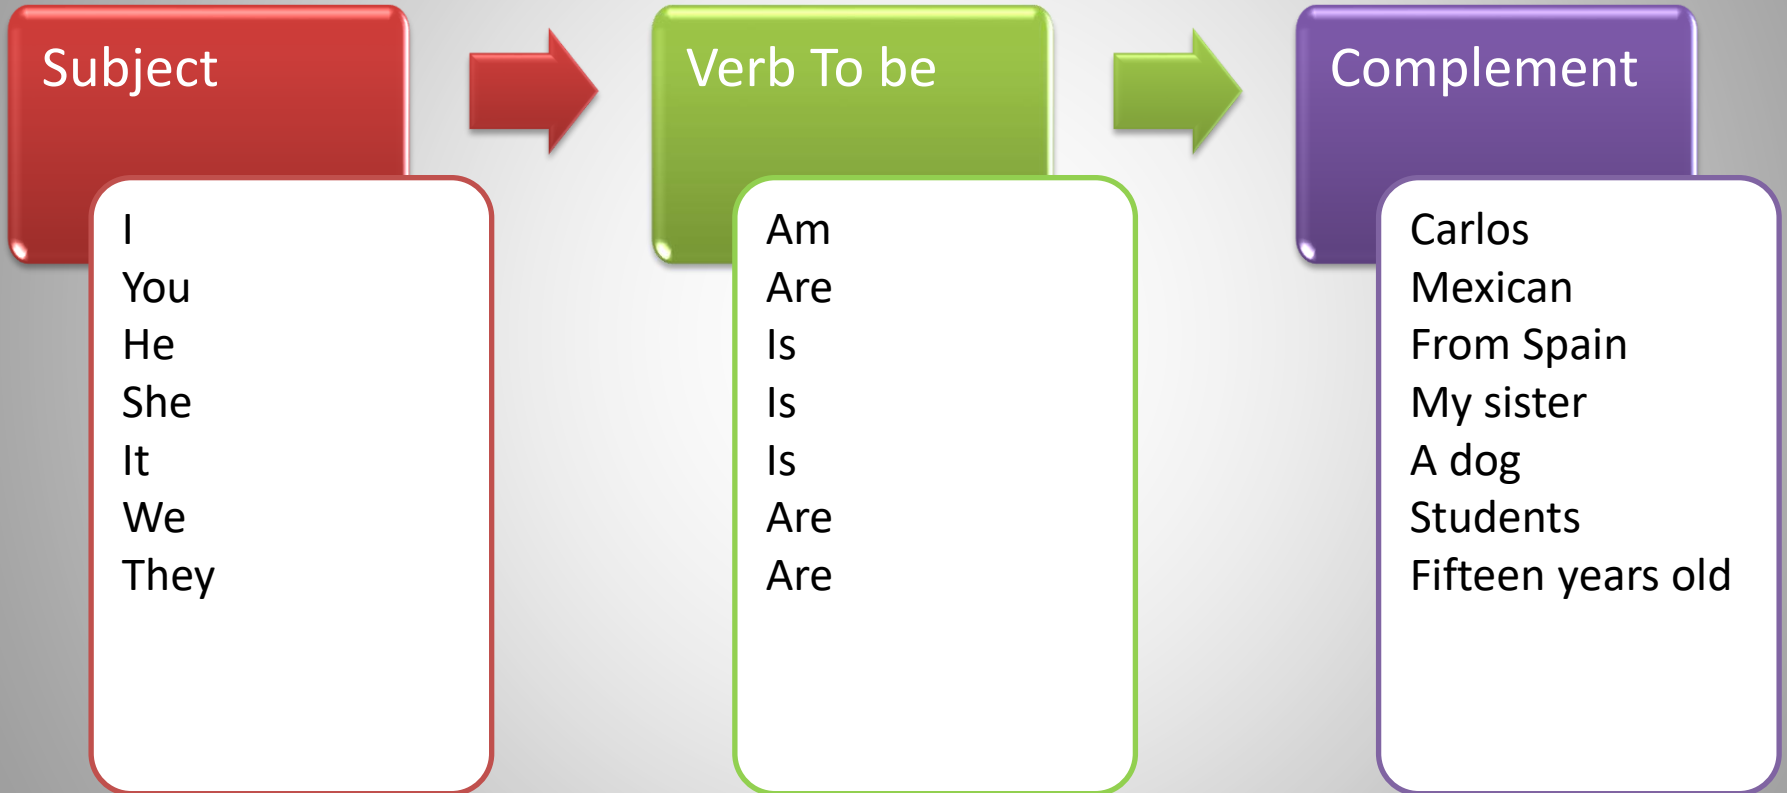 Subject
I
You
He
She
It
We
They
Verb To be
Am
Are
Is
Is
Is
Are
Are
Complement
Carlos
Mexican
From Spain
My sister
A dog
Students
Fifteen years old